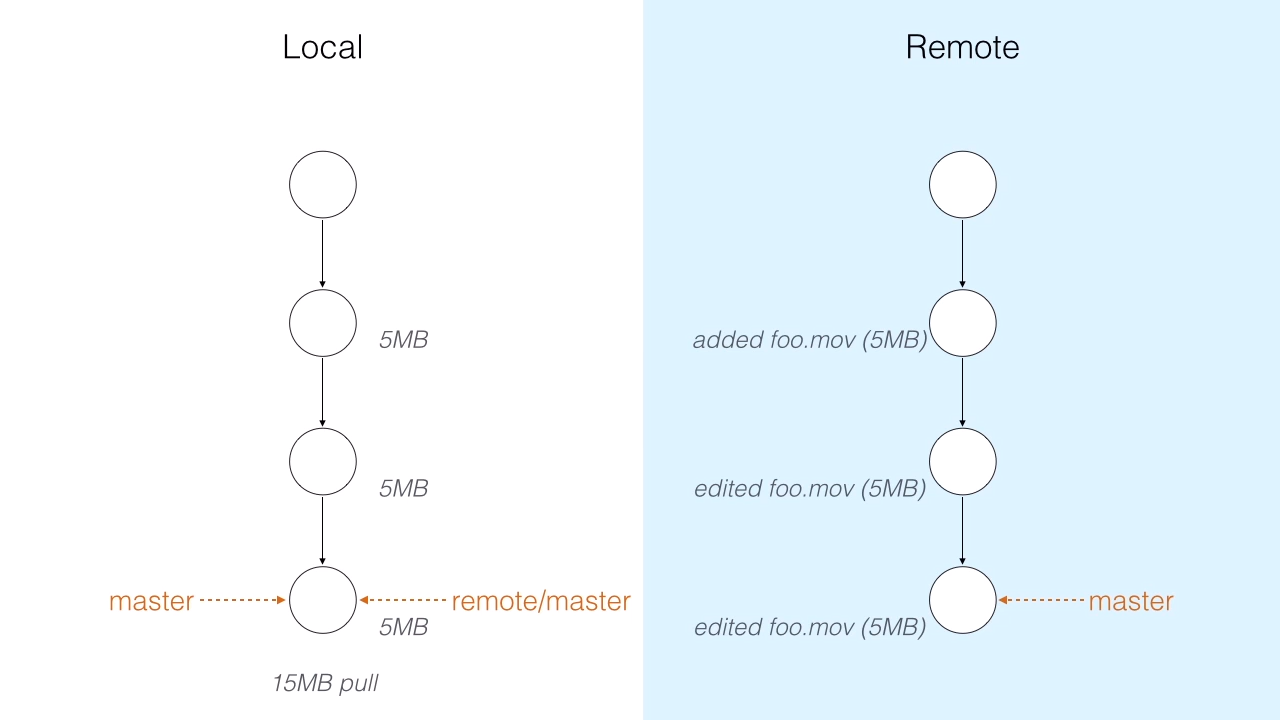 Local
5MB
5MB
master
remote/master
5MB
15MB pull
Remote
added foo.mov (5MB)
edited foo.mov (5MB)
master
edited foo.mov (5MB)